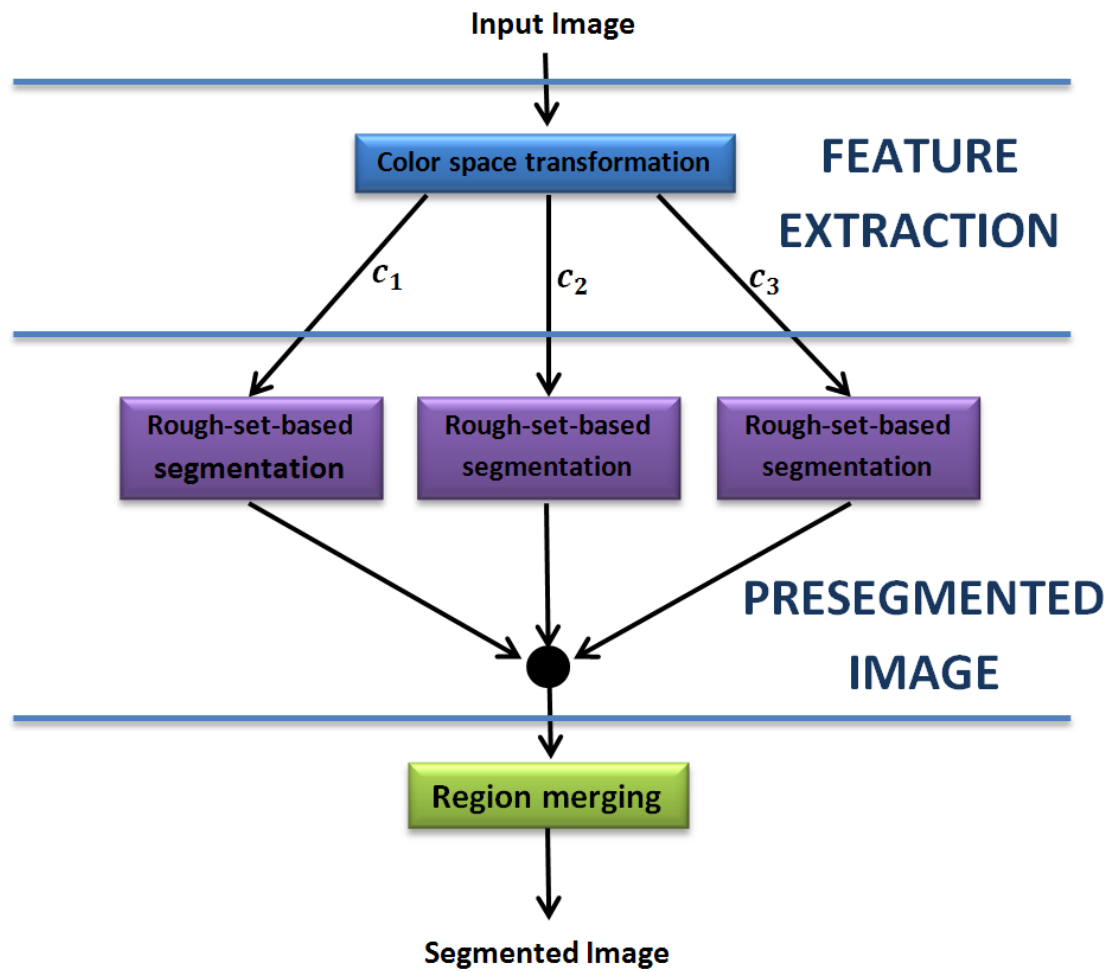 Input Image
Color space transformation
FEATURE
EXTRACTION
c₁
c₂
c₃
Rough-set-based
segmentation
Rough-set-based
segmentation
Rough-set-based
segmentation
PRESEGMENTED
IMAGE
Region merging
Segmented Image